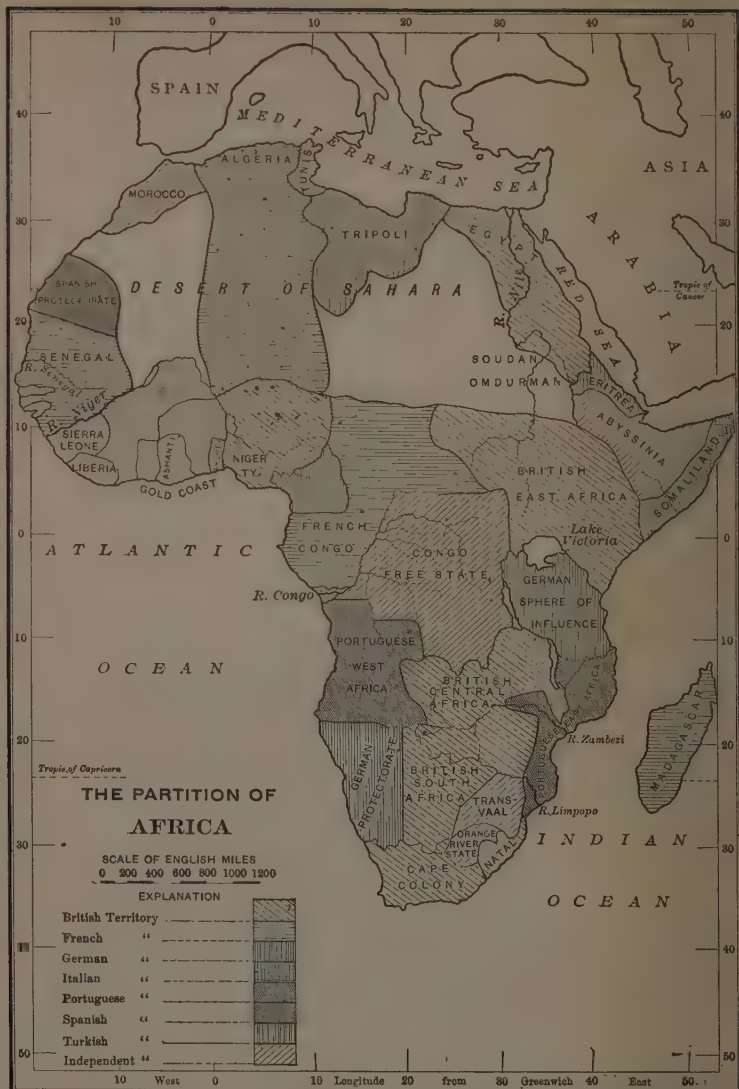 10 0 10 20 30 40 50
SPAIN
MEDITERRANEAN SEA
ASIA
40 40
ALGERIA
TUNIS
MOROCCO
ARABIA
30 30
TRIPOLI
EGYPT
RED SEA
SPANISH
PROTECTORATE
DESERT OF SAHARA
R. Nile
Tropic of
Cancer
20 20
SENEGAL
R. Senegal
SOUDAN
OMDURMAN
ERITREA
R. Niger
ABYSSINIA
10 10
SIERRA
LEONE
LIBERIA
ASHANTI
NIGER
TY.
GOLD COAST
BRITISH
EAST AFRICA
SOMALILAND
0 0
ATLANTIC
FRENCH
CONGO
CONGO
FREE STATE
Lake
Victoria
R. Congo
GERMAN
SPHERE OF
INFLUENCE
10 10
OCEAN
PORTUGUESE
WEST
AFRICA
BRITISH
CENTRAL
AFRICA
PORTUGUESE EAST AFRICA
MADAGASCAR
R. Zambezi
20 20
Tropic of Capricorn
GERMAN
PROTECTORATE
BRITISH
SOUTH
AFRICA
TRANS-
VAAL
R. Limpopo
THE PARTITION OF
AFRICA
ORANGE
RIVER
STATE
NATAL
CAPE
COLONY
INDIAN
OCEAN
30 30
SCALE OF ENGLISH MILES
0 200 400 600 800 1000 1200
EXPLANATION
British Territory
French "
German "
Italian "
Portuguese "
Spanish "
Turkish "
Independent "
40
50 50
10 West 0 10 Longitude 20 from 30 Greenwich 40 East 50